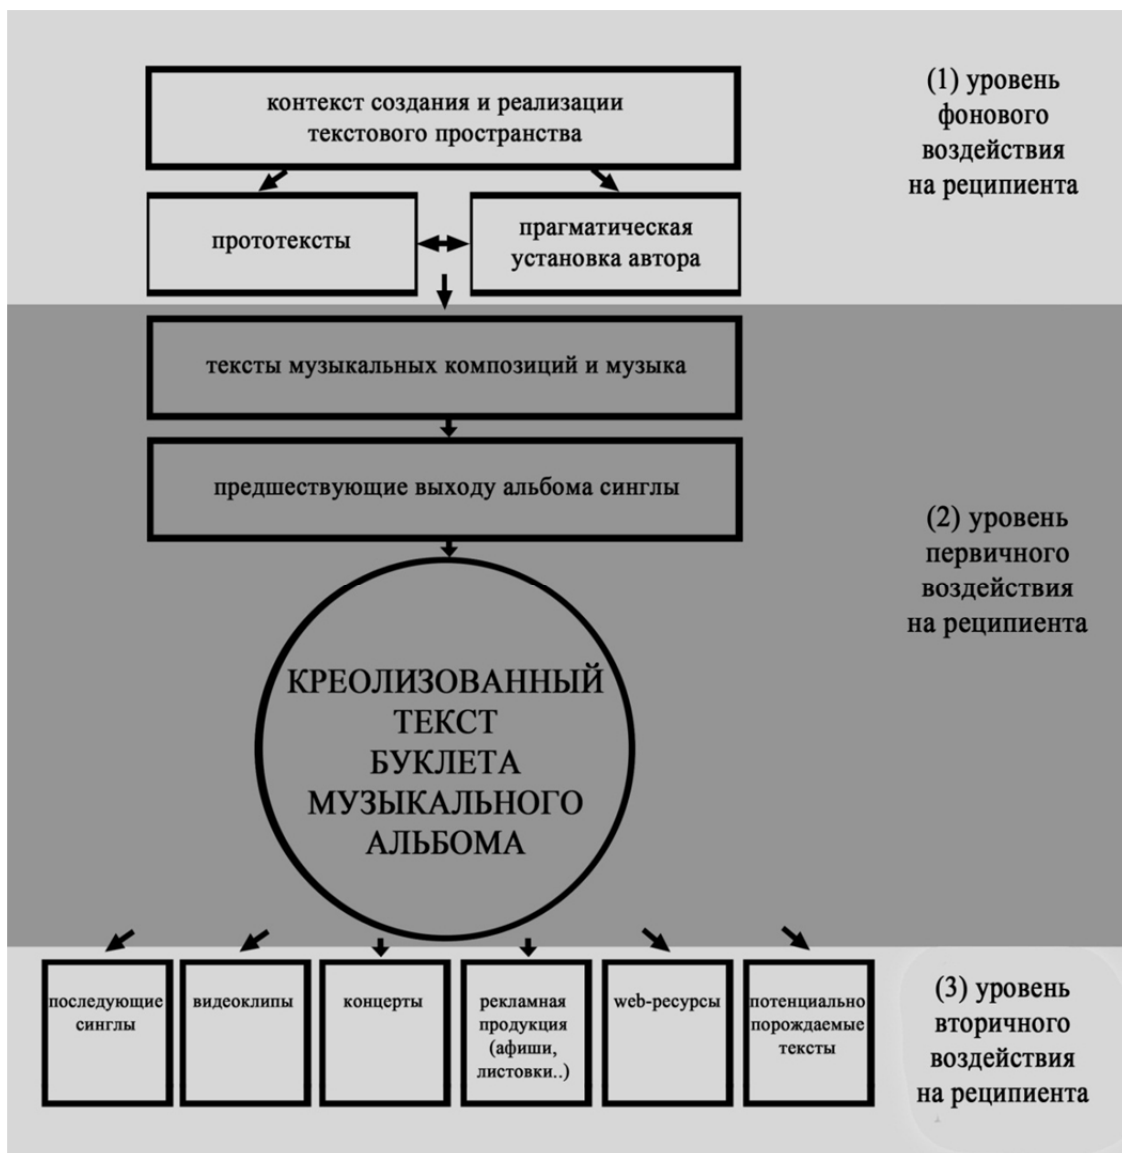 контекст создания и реализации
текстового пространства
(1) уровень
фонового
воздействия
на реципиента
прототексты
прагматическая
установка автора
тексты музыкальных композиций и музыка
предшествующие выходу альбома синглы
(2) уровень
первичного
воздействия
на реципиента
КРЕОЛИЗОВАННЫЙ
ТЕКСТ
БУКЛЕТА
МУЗЫКАЛЬНОГО
АЛЬБОМА
последующие
синглы
видеоклипы
концерты
рекламная
продукция
(афиши,
листовки..)
web-ресурсы
потенциально
порождаемые
тексты
(3) уровень
вторичного
воздействия
на реципиента